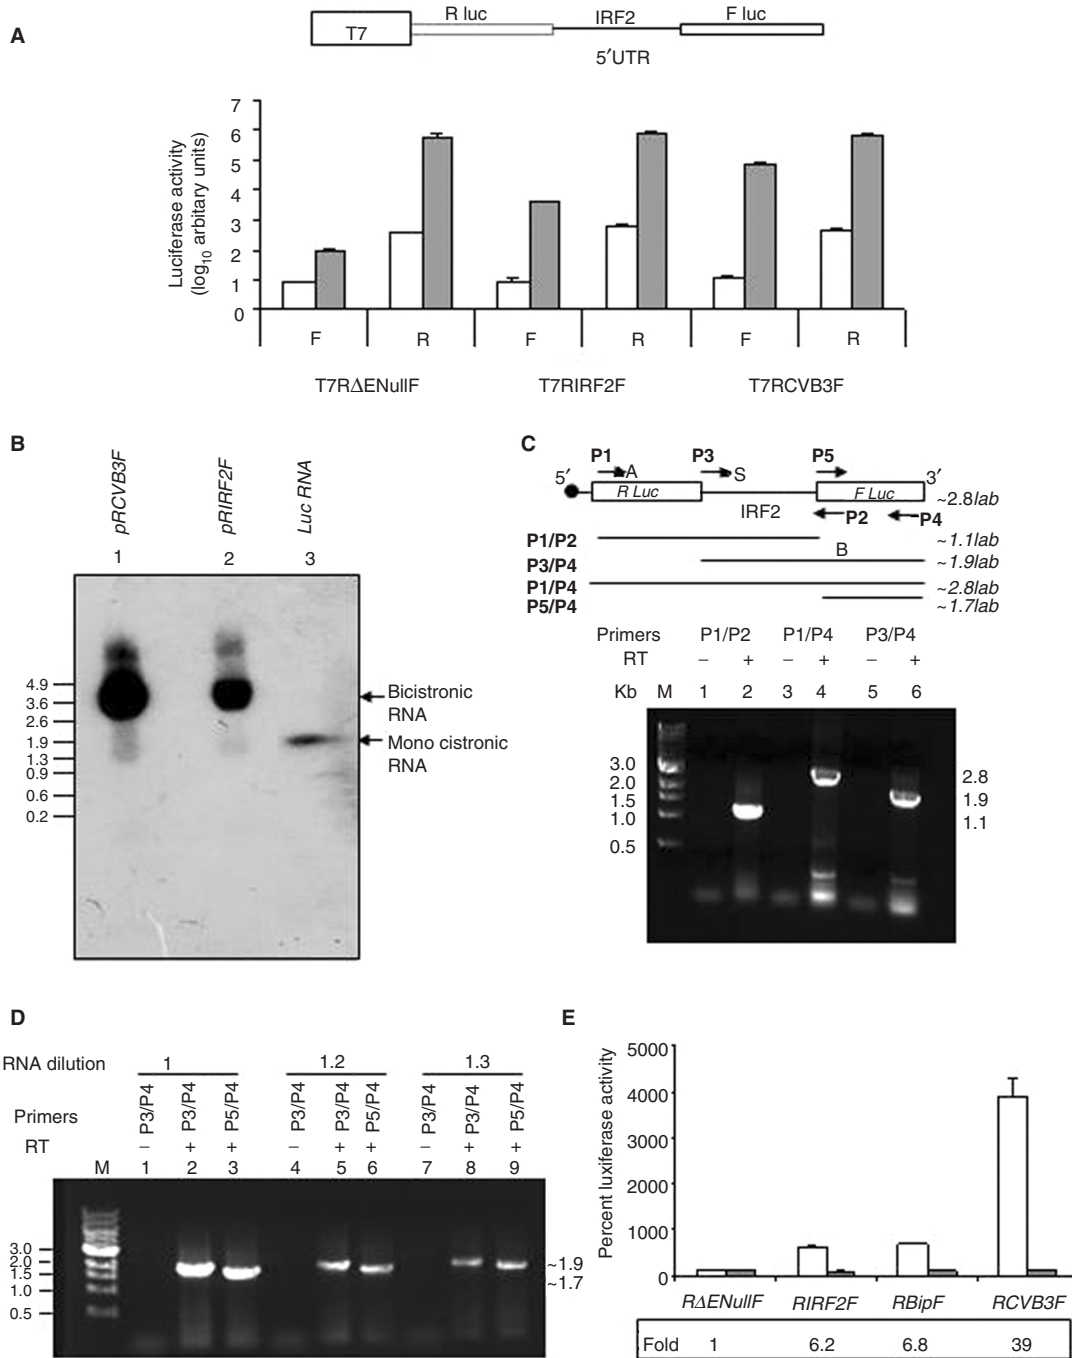 A
T7
R luc
IRF2
F luc
5′UTR
Luciferase activity
(log10 arbitary units)
7
6
5
4
3
2
1
0
F
R
F
R
F
R
T7RΔENullF
T7RIRF2F
T7RCVB3F
B
pRCVB3F
pRIRF2F
Luc RNA
1
2
3
4.9
3.6
2.6
1.9
1.3
0.9
0.6
0.2
Bicistronic
RNA
Mono cistronic
RNA
C
P1
P3
P5
A
S
5′
3′
R Luc
F Luc
~2.8lab
IRF2
P2
P4
P1/P2
~1.1lab
B
P3/P4
~1.9lab
P1/P4
~2.8lab
P5/P4
~1.7lab
Primers P1/P2 P1/P4 P3/P4
RT – + – + – +
Kb M 1 2 3 4 5 6
3.0
2.0
1.5
1.0
0.5
2.8
1.9
1.1
D
RNA dilution 1 1.2 1.3
Primers P3/P4 P3/P4 P5/P4 P3/P4 P3/P4 P5/P4 P3/P4 P3/P4 P5/P4
RT – + + – + + – + +
M 1 2 3 4 5 6 7 8 9
3.0
2.0
1.5
1.0
0.5
~1.9
~1.7
E
Percent luxiferase activity
5000
4000
3000
2000
1000
0
RΔENullF
RIRF2F
RBipF
RCVB3F
Fold 1 6.2 6.8 39